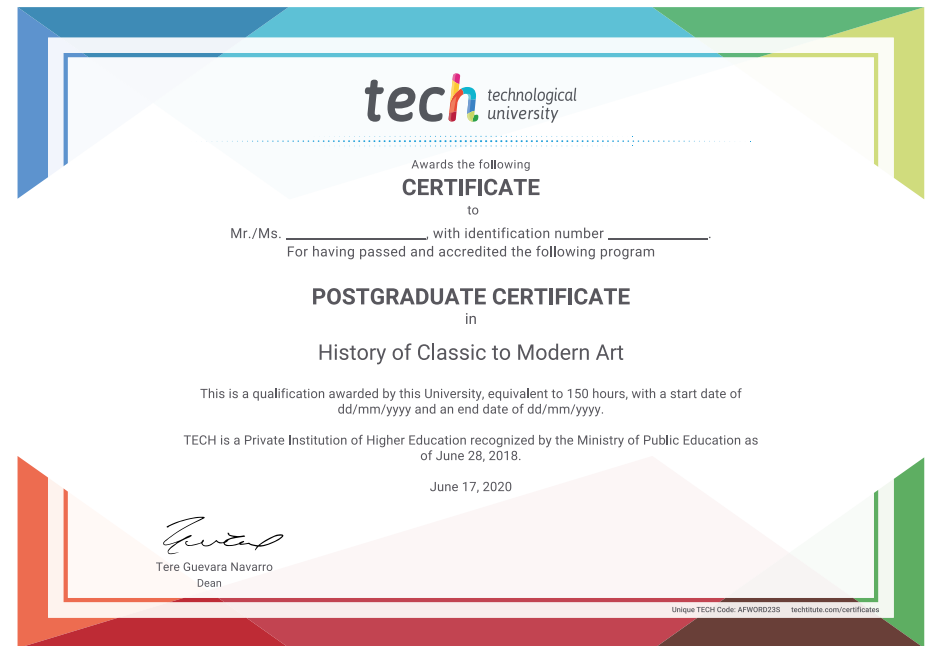 tech technological
university
Awards the following
CERTIFICATE
to
Mr./Ms. ____________________, with identification number ______________.
For having passed and accredited the following program
POSTGRADUATE CERTIFICATE
in
History of Classic to Modern Art
This is a qualification awarded by this University, equivalent to 150 hours, with a start date of
dd/mm/yyyy and an end date of dd/mm/yyyy.
TECH is a Private Institution of Higher Education recognized by the Ministry of Public Education as
of June 28, 2018.
June 17, 2020
Tere Guevara Navarro
Dean
Unique TECH Code: AFWORD23S techtitute.com/certificates